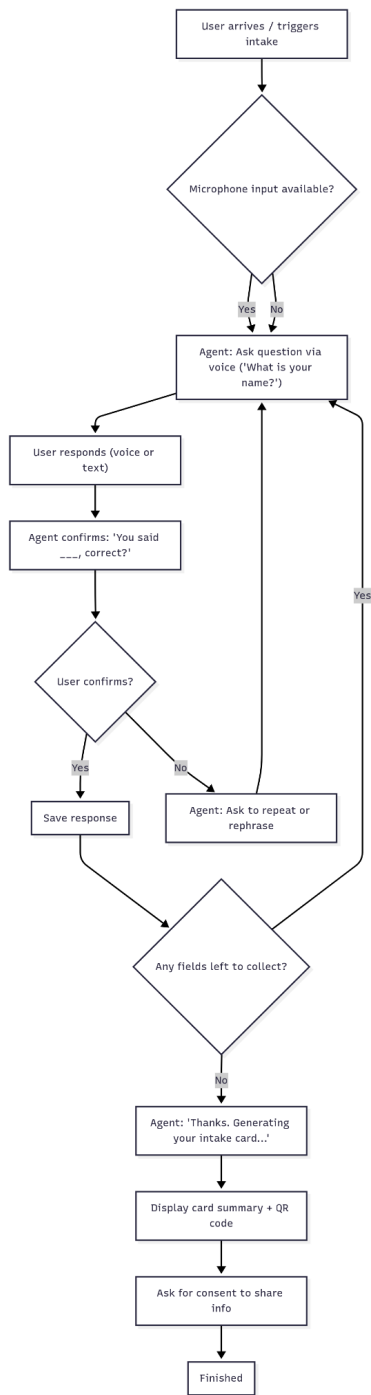 User arrives / triggers
intake
Microphone input available?
Yes
No
Agent: Ask question via
voice ('What is your
name?')
User responds (voice or
text)
Agent confirms: 'You said
___, correct?'
Yes
User confirms?
Yes
No
Save response
Agent: Ask to repeat or
rephrase
Any fields left to collect?
No
Agent: 'Thanks. Generating
your intake card...'
Display card summary + QR
code
Ask for consent to share
info
Finished